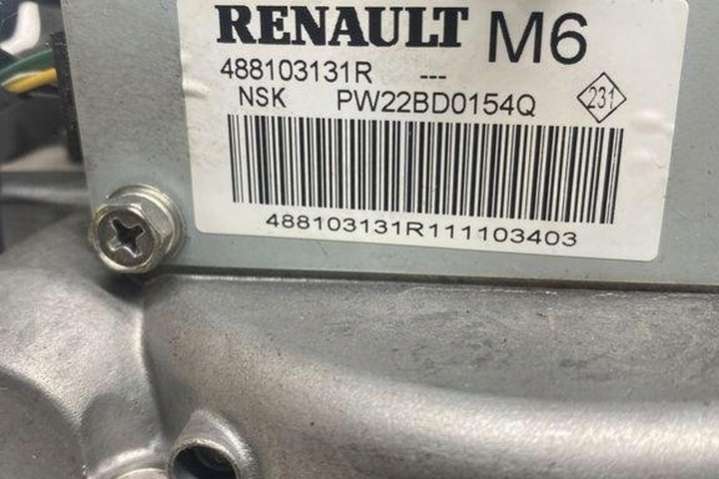 RENAULT M6
488103131R ---
NSK PW22BD0154Q 231
488103131R111103403